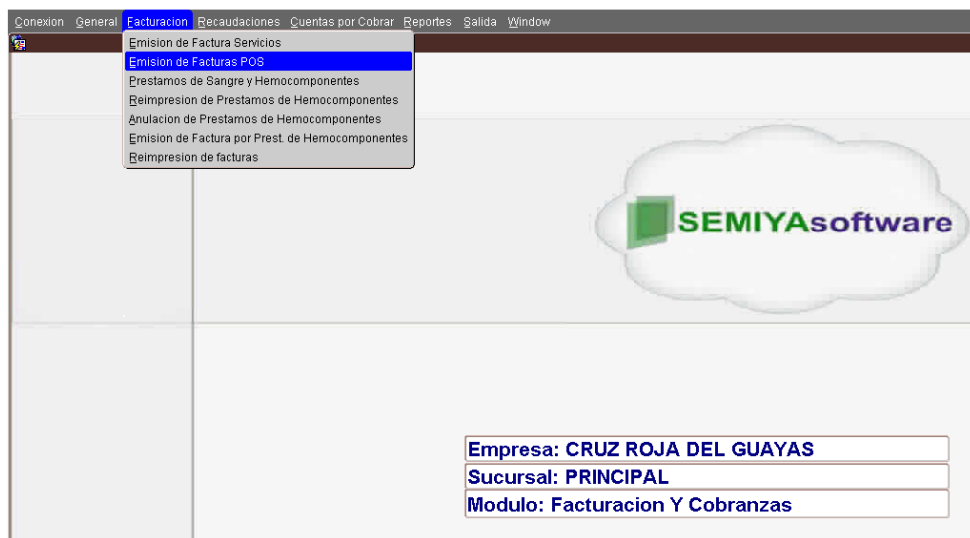 Conexion General Facturacion Recaudaciones Cuentas por Cobrar Reportes Salida Window
Emision de Factura Servicios
Emision de Facturas POS
Prestamos de Sangre y Hemocomponentes
Reimpresion de Prestamos de Hemocomponentes
Anulacion de Prestamos de Hemocomponentes
Emision de Factura por Prest. de Hemocomponentes
Reimpresion de facturas
SEMIYAsoftware
Empresa: CRUZ ROJA DEL GUAYAS
Sucursal: PRINCIPAL
Modulo: Facturacion Y Cobranzas